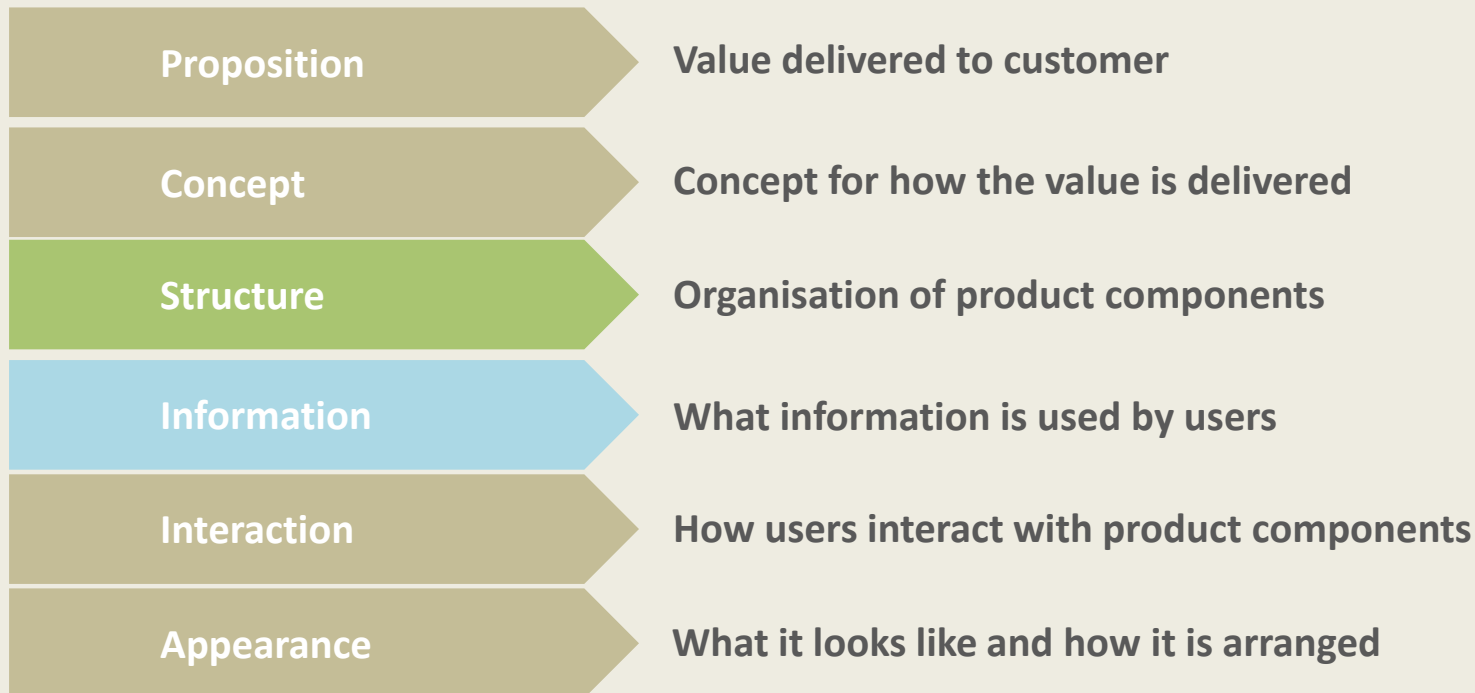 Proposition
Value delivered to customer
Concept
Concept for how the value is delivered
Structure
Organisation of product components
Information
What information is used by users
Interaction
How users interact with product components
Appearance
What it looks like and how it is arranged